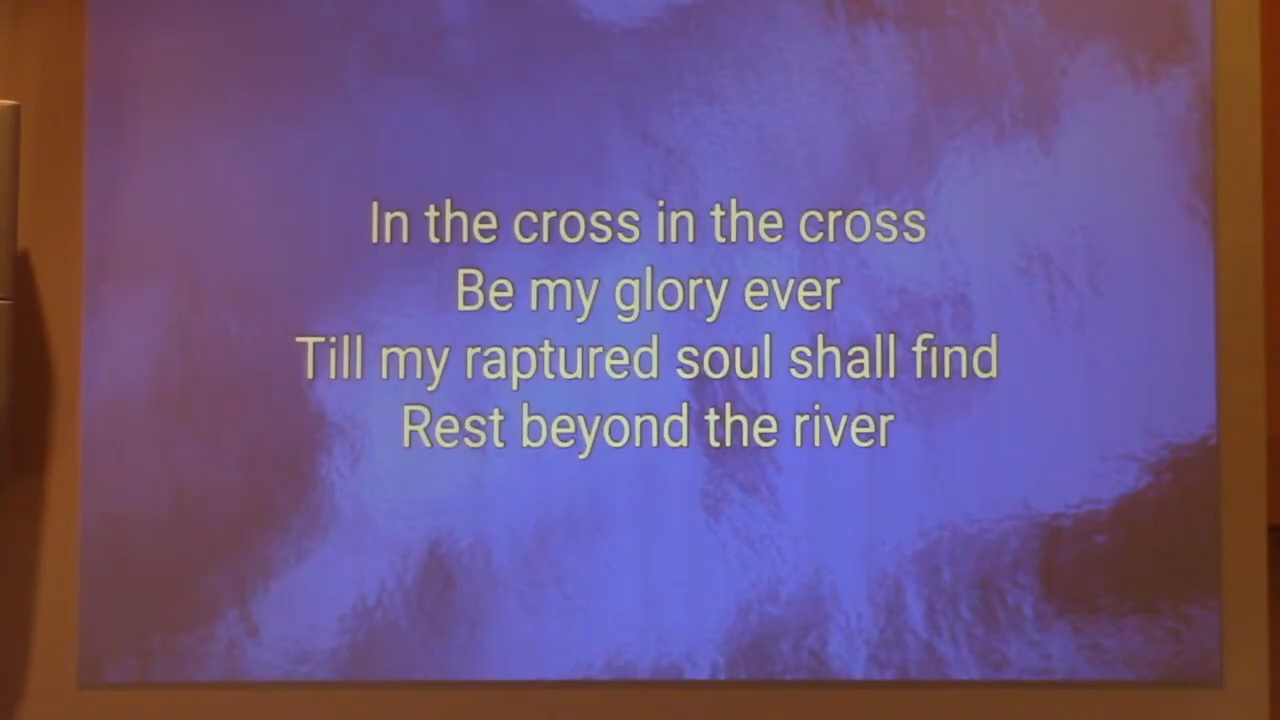 In the cross in the cross
Be my glory ever
Till my raptured soul shall find
Rest beyond the river